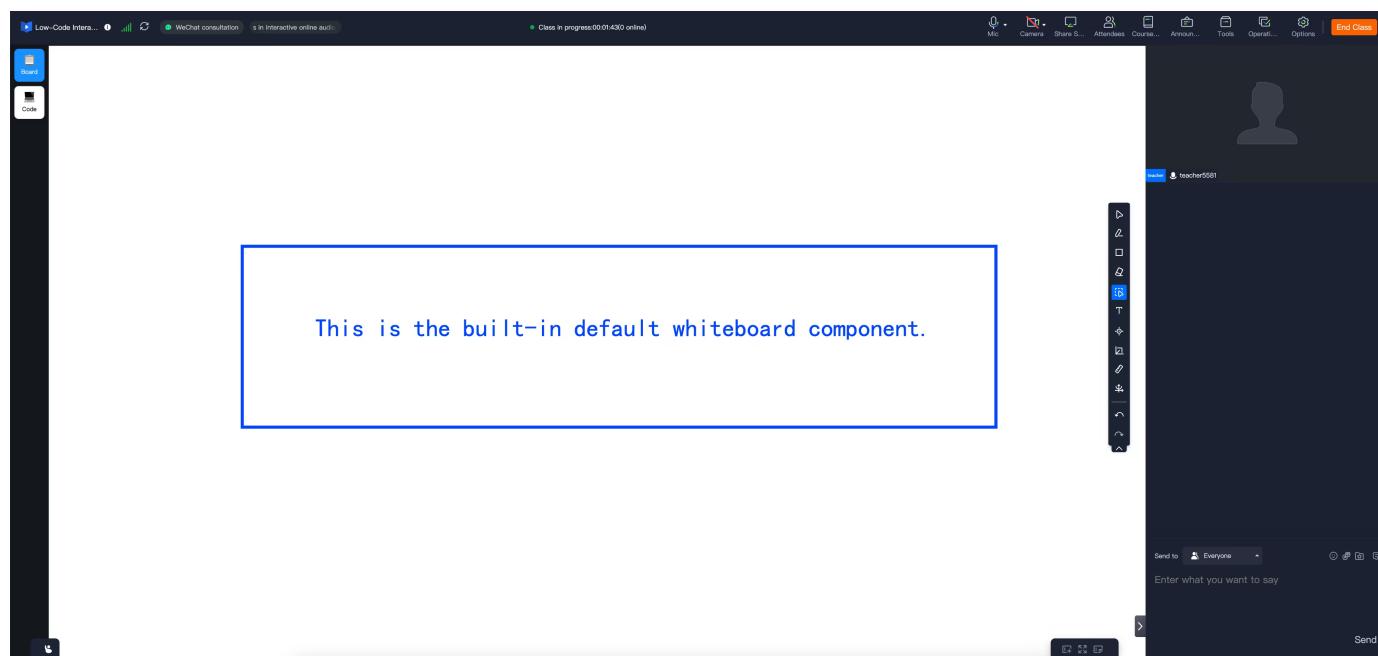 Low-Code Intera...
WeChat consultation
s in interactive online audio
Class in progress:00:01:43(0 online)
Mic
Camera
Share S...
Attendees
Course...
Announ...
Tools
Operati...
Options
End Class
Board
Code
This is the built-in default whiteboard component.
teacher
teacher5581
Send to
Everyone
Enter what you want to say
Send